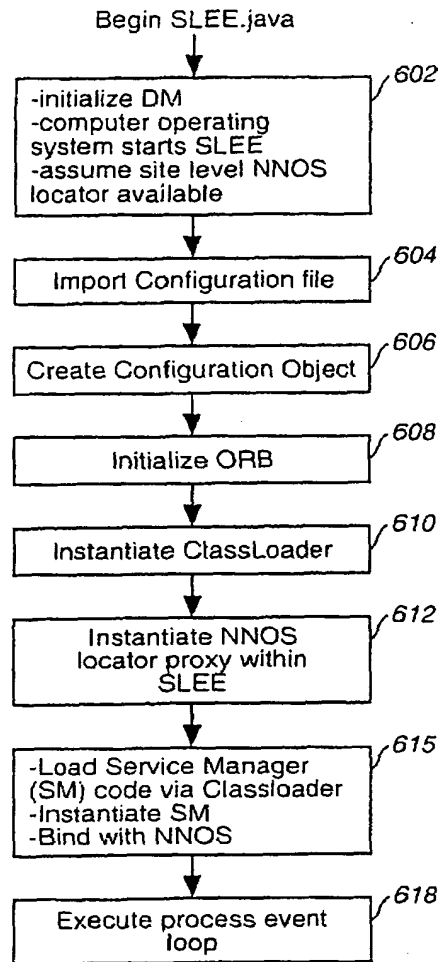 Begin SLEE.java
602
-initialize DM
-computer operating
system starts SLEE
-assume site level NNOS
locator available
604
Import Configuration file
606
Create Configuration Object
608
Initialize ORB
610
Instantiate ClassLoader
612
Instantiate NNOS
locator proxy within
SLEE
615
-Load Service Manager
(SM) code via Classloader
-Instantiate SM
-Bind with NNOS
618
Execute process event
loop